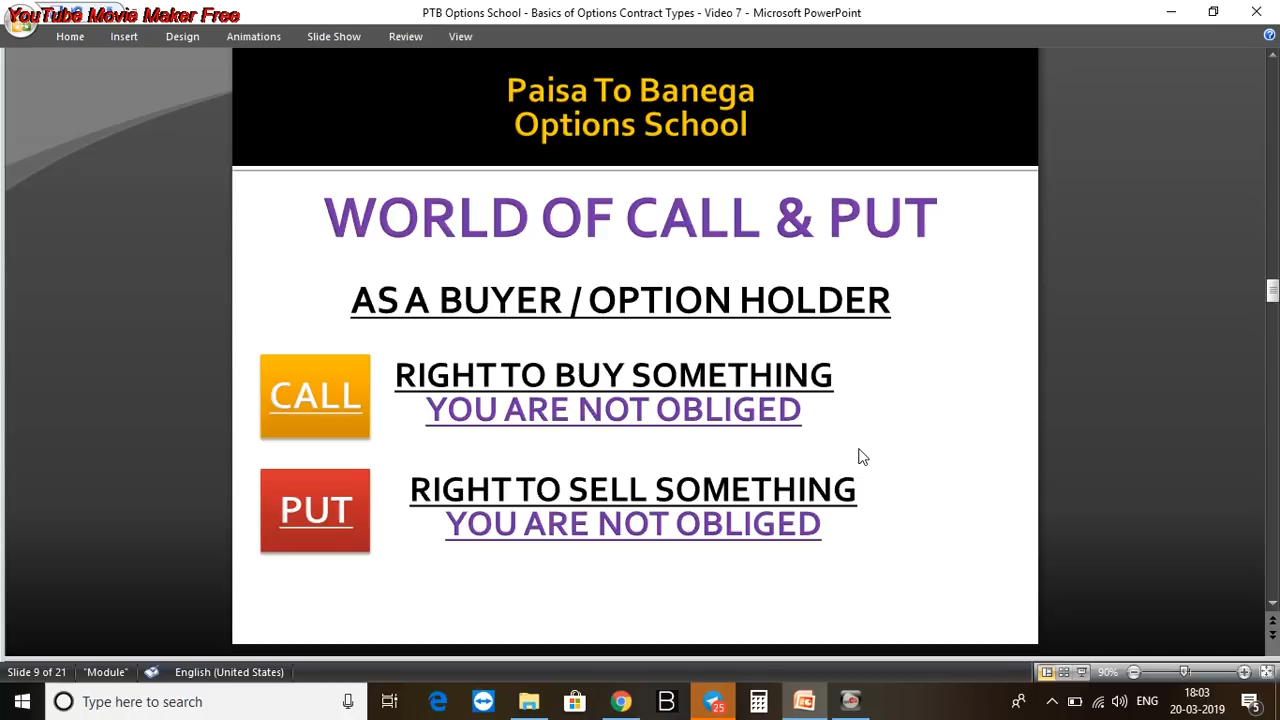 YouTube Movie Maker Free
PTB Options School - Basics of Options Contract Types - Video 7 - Microsoft PowerPoint
Home Insert Design Animations Slide Show Review View
Paisa To Banega
Options School
WORLD OF CALL & PUT
AS A BUYER / OPTION HOLDER
CALL
RIGHT TO BUY SOMETHING
YOU ARE NOT OBLIGED
PUT
RIGHT TO SELL SOMETHING
YOU ARE NOT OBLIGED
Slide 9 of 21 "Module" English (United States) 90%
Type here to search
25
ENG
18:03
20-03-2019
5